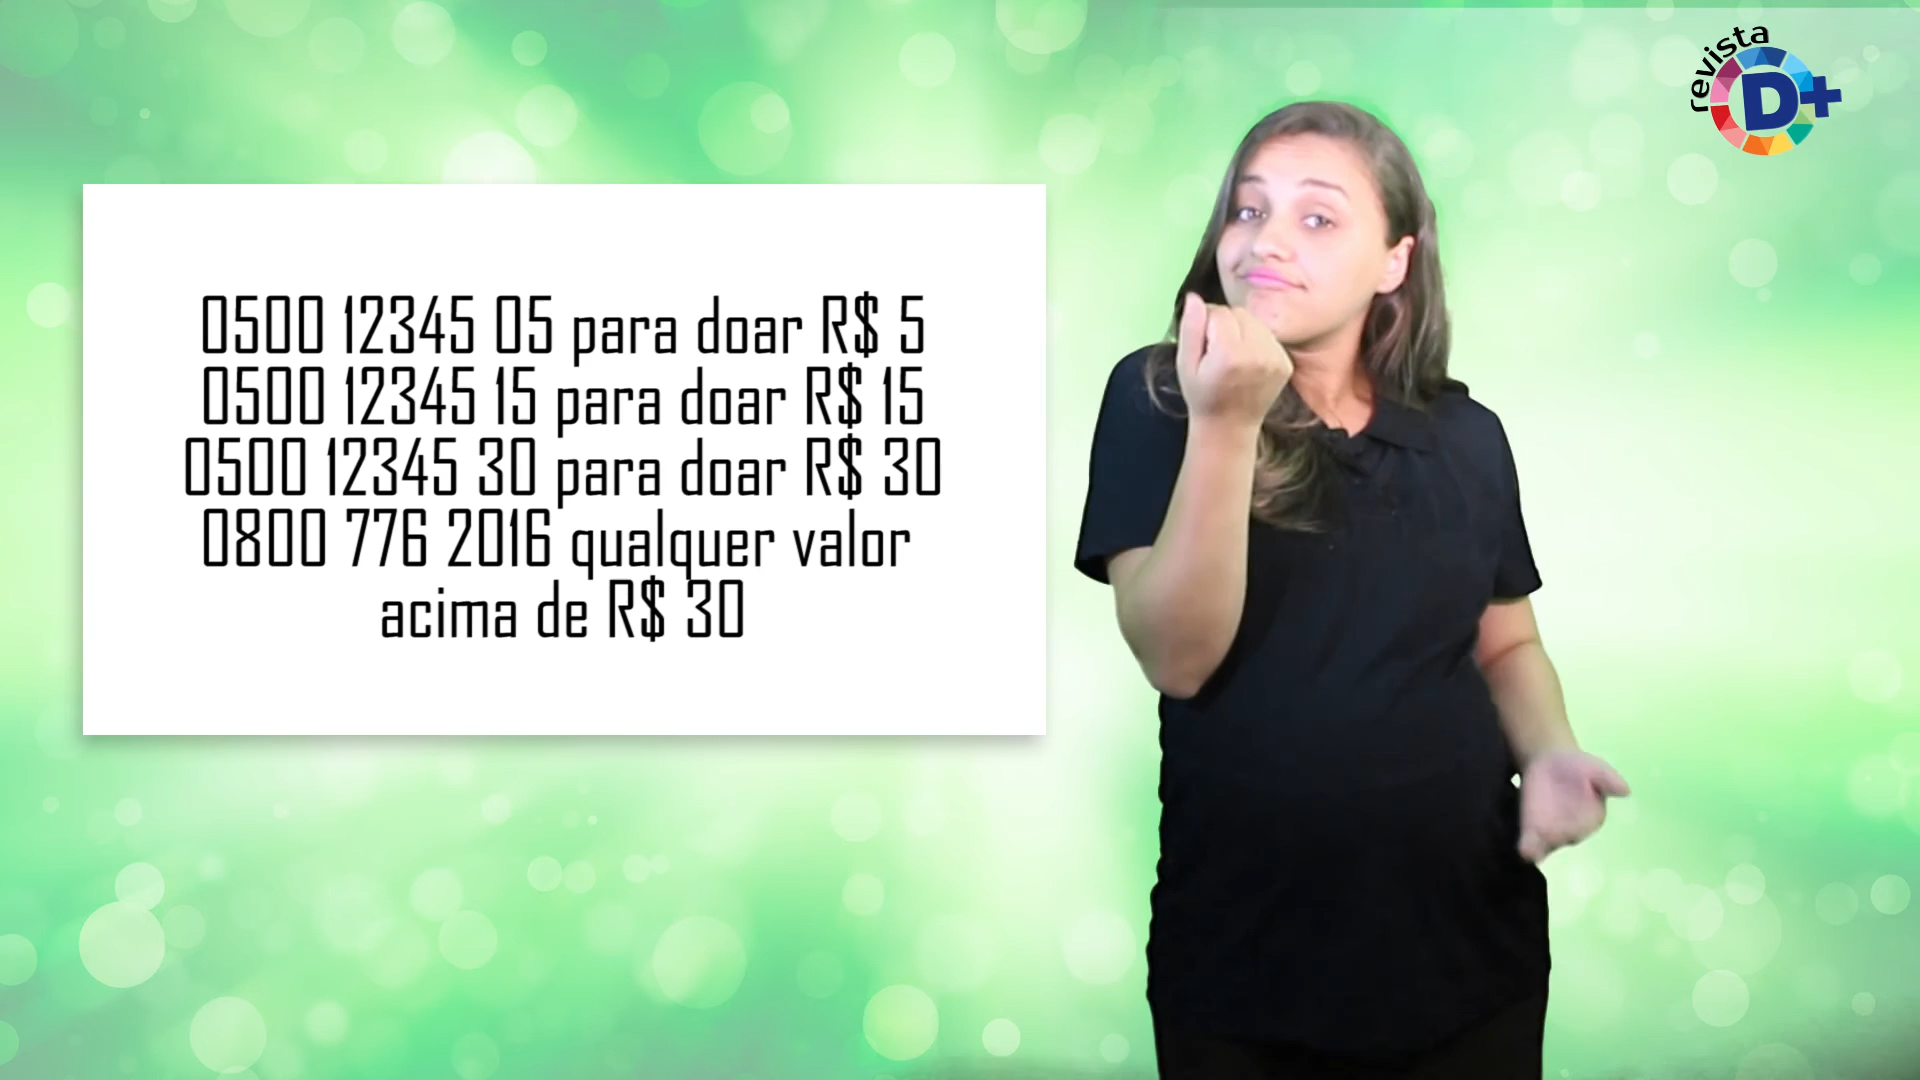 revista
D+
0500 12345 05 para doar R$ 5
0500 12345 15 para doar R$ 15
0500 12345 30 para doar R$ 30
0800 776 2016 qualquer valor
acima de R$ 30